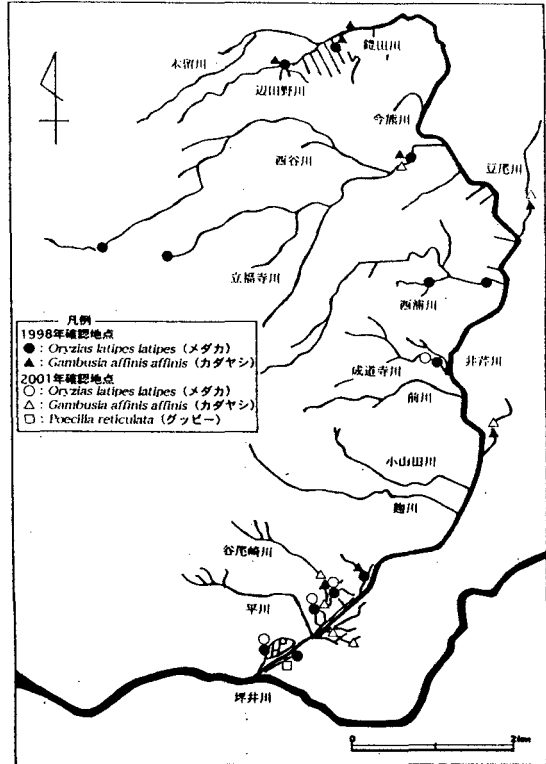 鐙田川
木留川
辺田野川
今熊川
西谷川
豆尾川
立福寺川
西浦川
凡例
1998年確認地点
●：Oryzias latipes latipes（メダカ）
▲：Gambusia affinis affinis（カダヤシ）
2001年確認地点
○：Oryzias latipes latipes（メダカ）
△：Gambusia affinis affinis（カダヤシ）
□：Poecilia reticulata（グッピー）
成道寺川
井芹川
前川
小山田川
麹川
谷尾崎川
平川
坪井川
0 2km